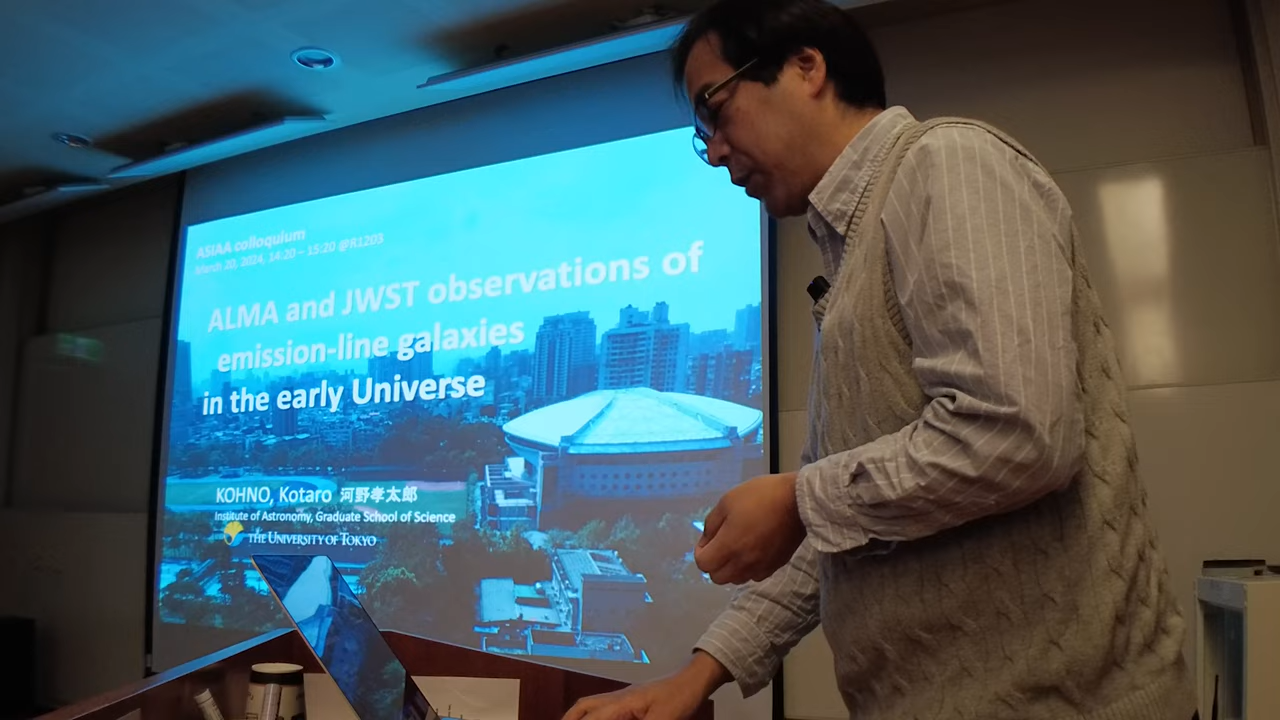 ASIAA colloquium
March 20, 2024, 14:20 – 15:20 @R1203
ALMA and JWST observations of
emission-line galaxies
in the early Universe
KOHNO, Kotaro 河野孝太郎
Institute of Astronomy, Graduate School of Science
THE UNIVERSITY OF TOKYO